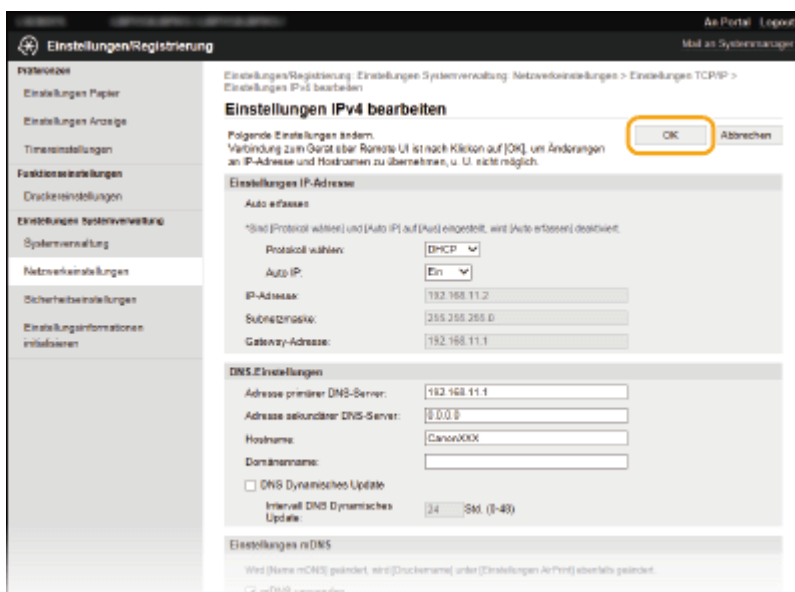 An Portal Logout
Einstellungen/Registrierung
Mail an Systemmanager
Präferenzen
Einstellungen Papier
Einstellungen Anzeige
Timereinstellungen
Funktionseinstellungen
Druckereinstellungen
Einstellungen Systemverwaltung
Systemverwaltung
Netzwerkeinstellungen
Sicherheitseinstellungen
Einstellungsinformationen
initialisieren
Einstellungen/Registrierung: Einstellungen Systemverwaltung: Netzwerkeinstellungen > Einstellungen TCP/IP >
Einstellungen IPv4 bearbeiten
Einstellungen IPv4 bearbeiten
Folgende Einstellungen ändern.
Verbindung zum Gerät über Remote UI ist nach Klicken auf [OK], um Änderungen
an IP-Adresse und Hostnamen zu übernehmen, u. U. nicht möglich.
OK Abbrechen
Einstellungen IP-Adresse
Auto erfassen
*Sind [Protokoll wählen] und [Auto IP] auf [Aus] eingestellt, wird [Auto erfassen] deaktiviert.
Protokoll wählen: DHCP
Auto IP: Ein
IP-Adresse: 192.168.11.2
Subnetzmaske: 255.255.255.0
Gateway-Adresse: 192.168.11.1
DNS-Einstellungen
Adresse primärer DNS-Server: 192.168.11.1
Adresse sekundärer DNS-Server: 0.0.0.0
Hostname: CanonXXX
Domänenname:
DNS Dynamisches Update
Intervall DNS Dynamisches
Update: 24 Std. (0-48)
Einstellungen mDNS
Wird [Name mDNS] geändert, wird [Druckername] unter [Einstellungen AirPrint] ebenfalls geändert.
mDNS verwenden